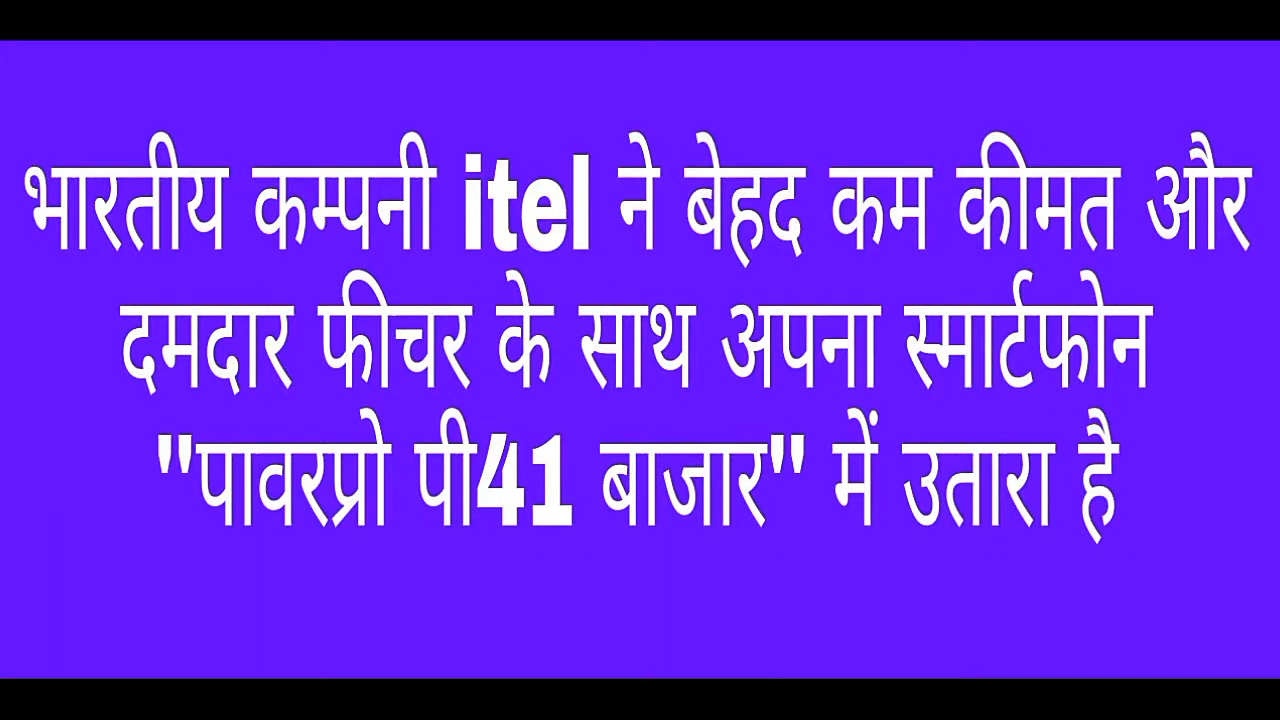 भारतीय कम्पनी itel ने बेहद कम कीमत और
दमदार फीचर के साथ अपना स्मार्टफोन
"पावरप्रो पी41 बाजार" में उतारा है